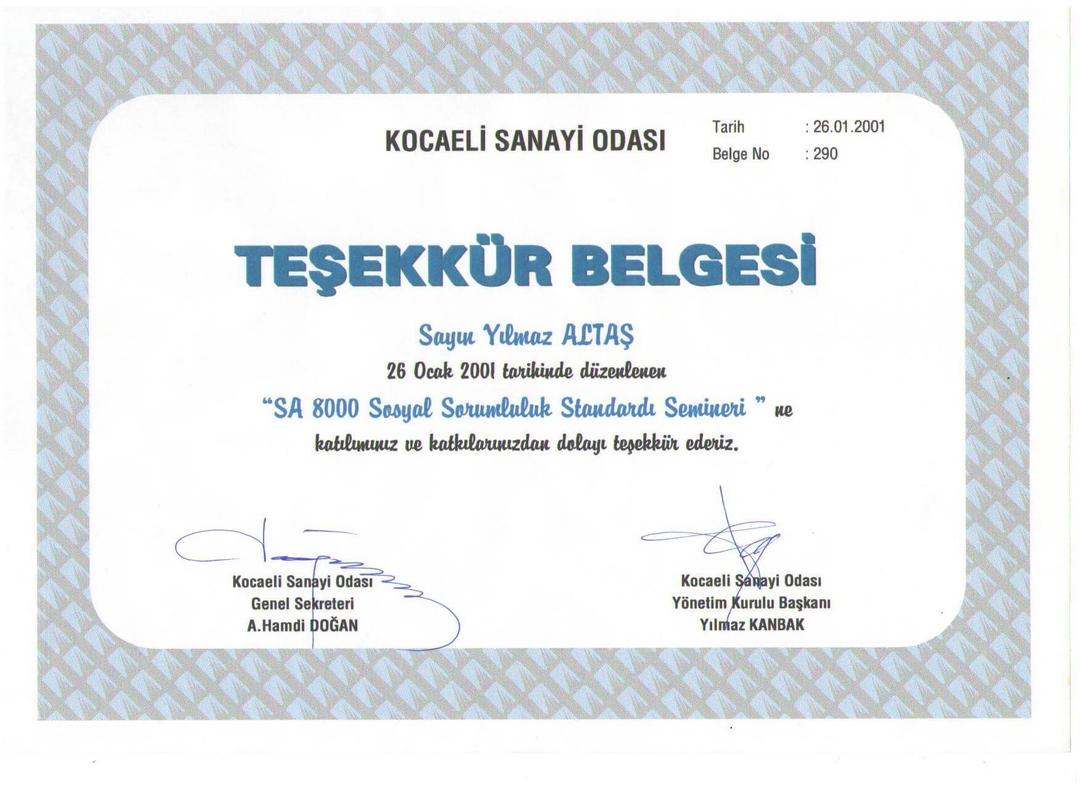 KOCAELİ SANAYİ ODASI
Tarih : 26.01.2001
Belge No : 290
TEŞEKKÜR BELGESİ
Sayın Yılmaz ALTAŞ
26 Ocak 2001 tarihinde düzenlenen
“SA 8000 Sosyal Sorumluluk Standardı Semineri ” ne
katılımınız ve katkılarınızdan dolayı teşekkür ederiz.
Kocaeli Sanayi Odası
Genel Sekreteri
A.Hamdi DOĞAN
Kocaeli Sanayi Odası
Yönetim Kurulu Başkanı
Yılmaz KANBAK